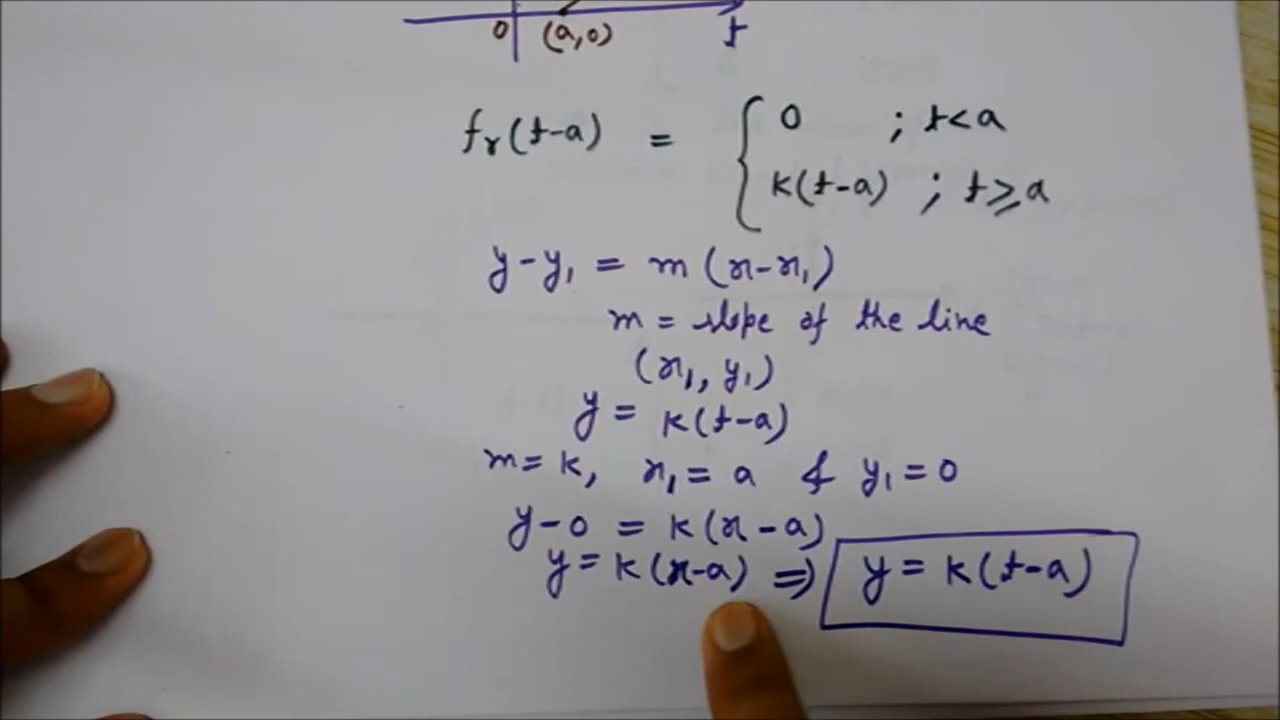 0 (a,0) t
fr(t-a) = { 0 ; t<a
k(t-a) ; t≥a
y-y₁ = m(x-x₁)
m = slope of the line
(x₁, y₁)
y = k(t-a)
m=k, x₁=a & y₁=0
y-0 = k(x-a)
y=k(x-a) ⇒ y=k(t-a)